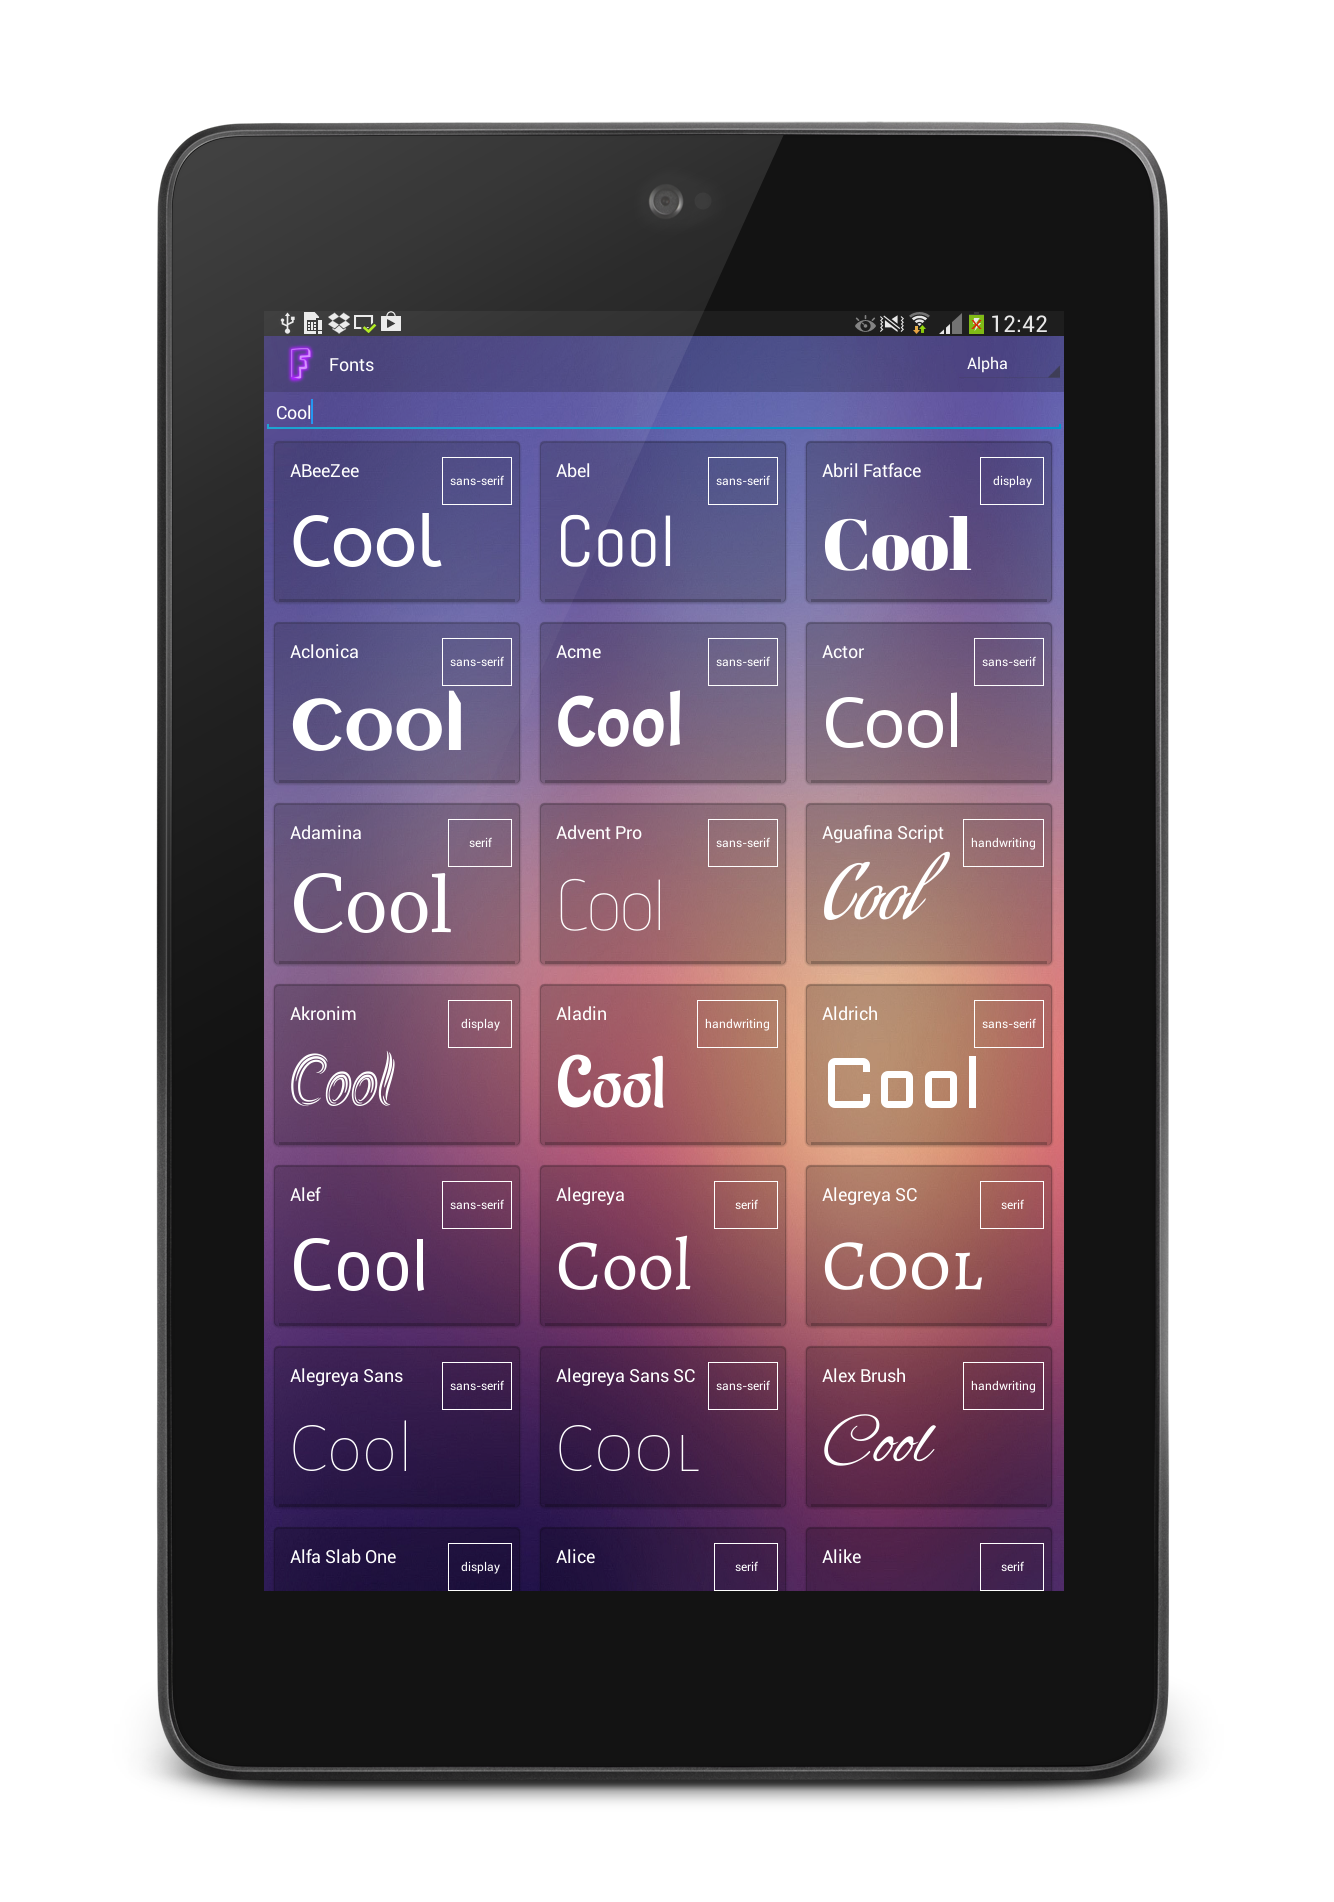 12:42
F Fonts Alpha
Cool
ABeeZee sans-serif Abel sans-serif Abril Fatface display
Cool Cool Cool
Aclonica sans-serif Acme sans-serif Actor sans-serif
Cool Cool Cool
Adamina serif Advent Pro sans-serif Aguafina Script handwriting
Cool Cool Cool
Akronim display Aladin handwriting Aldrich sans-serif
Cool Cool Cool
Alef sans-serif Alegreya serif Alegreya SC serif
Cool Cool Cool
Alegreya Sans sans-serif Alegreya Sans SC sans-serif Alex Brush handwriting
Cool Cool Cool
Alfa Slab One display Alice serif Alike serif